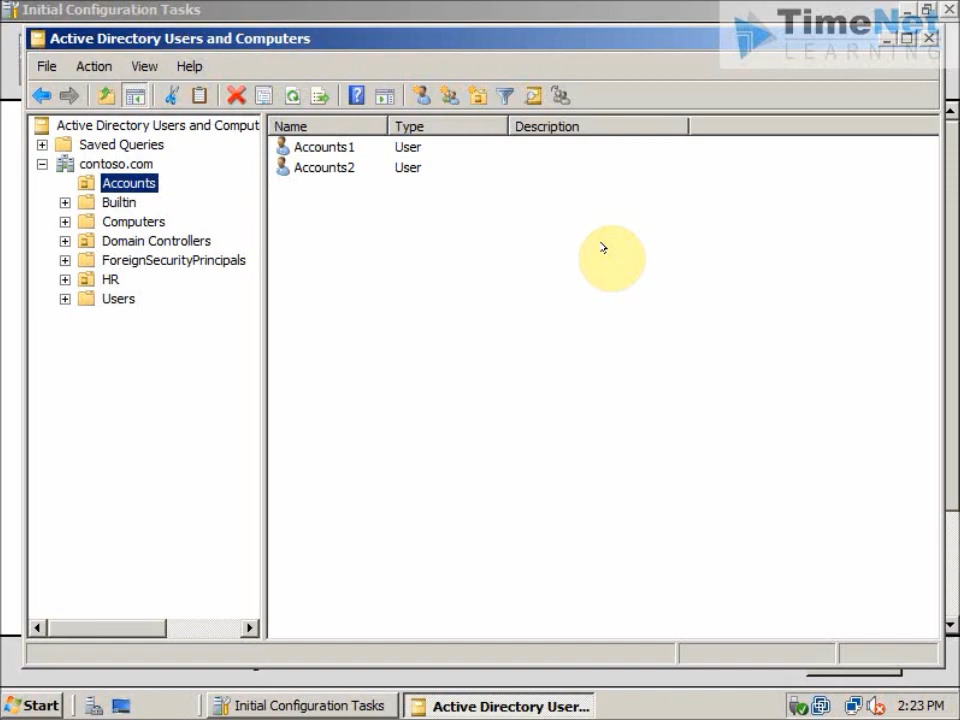 Initial Configuration Tasks
TimeNet
LEARNING
Active Directory Users and Computers
File Action View Help
Active Directory Users and Comput
Saved Queries
contoso.com
Accounts
Builtin
Computers
Domain Controllers
ForeignSecurityPrincipals
HR
Users
Name Type Description
Accounts1 User
Accounts2 User
Start Initial Configuration Tasks Active Directory User... 2:23 PM